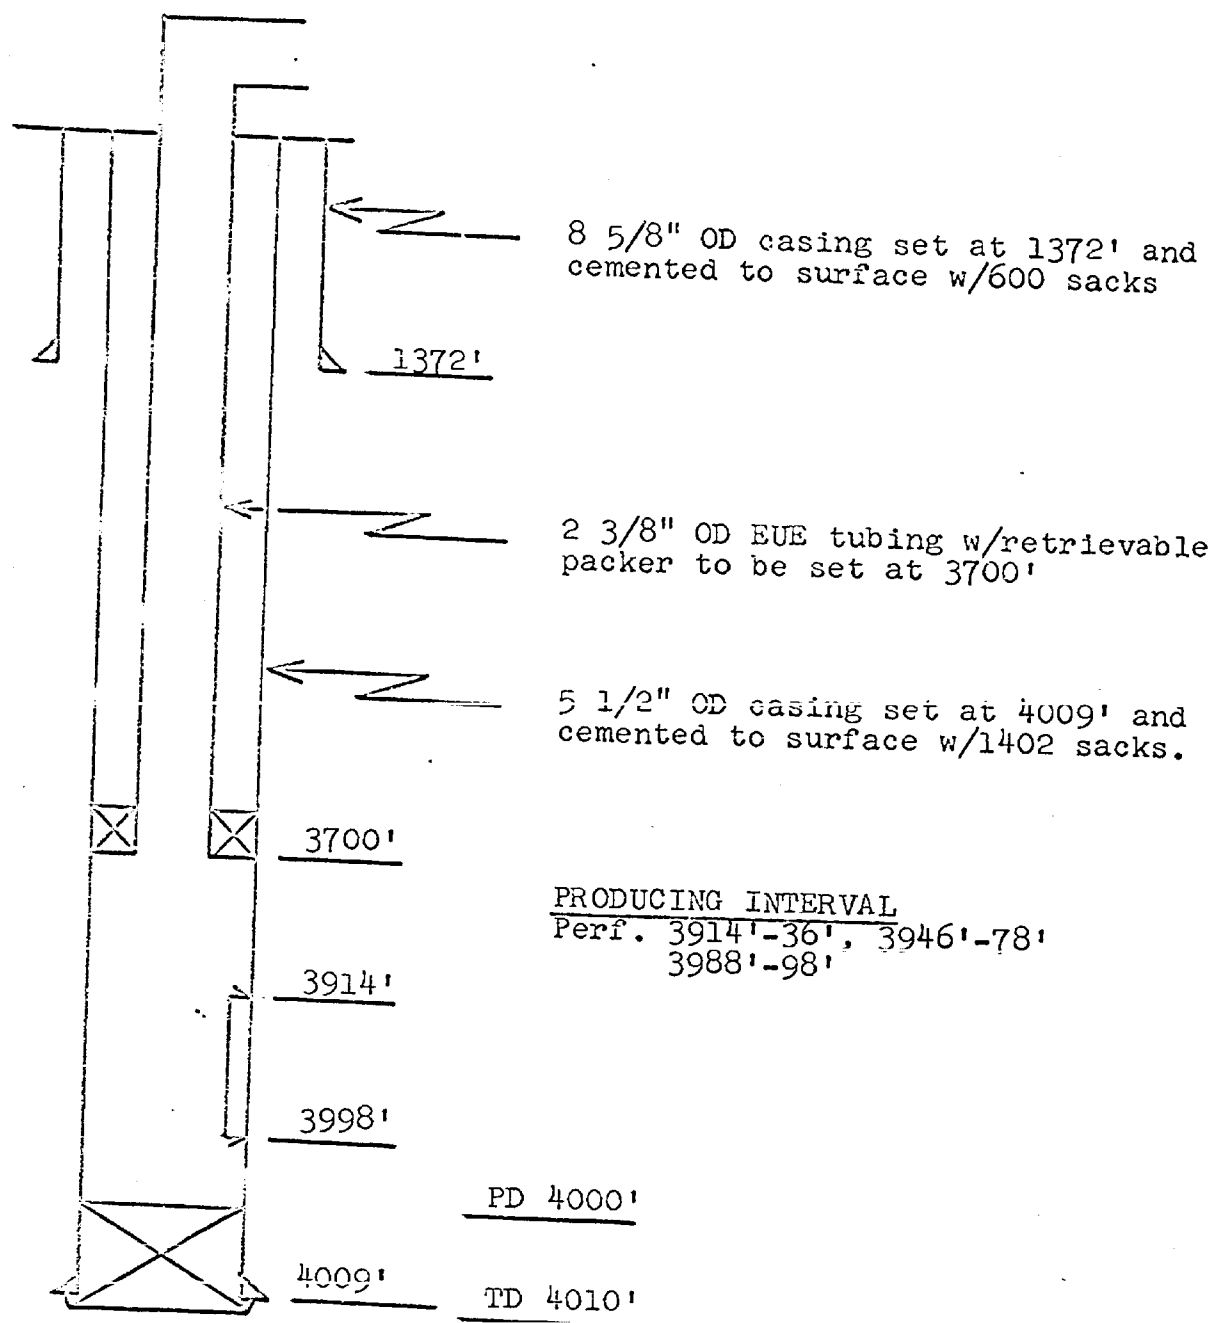 8 5/8" OD casing set at 1372' and
cemented to surface w/600 sacks
1372'
2 3/8" OD EUE tubing w/retrievable
packer to be set at 3700'
5 1/2" OD casing set at 4009' and
cemented to surface w/1402 sacks.
3700'
PRODUCING INTERVAL
Perf. 3914'-36', 3946'-78'
3988'-98'
3914'
3998'
PD 4000'
4009'
TD 4010'